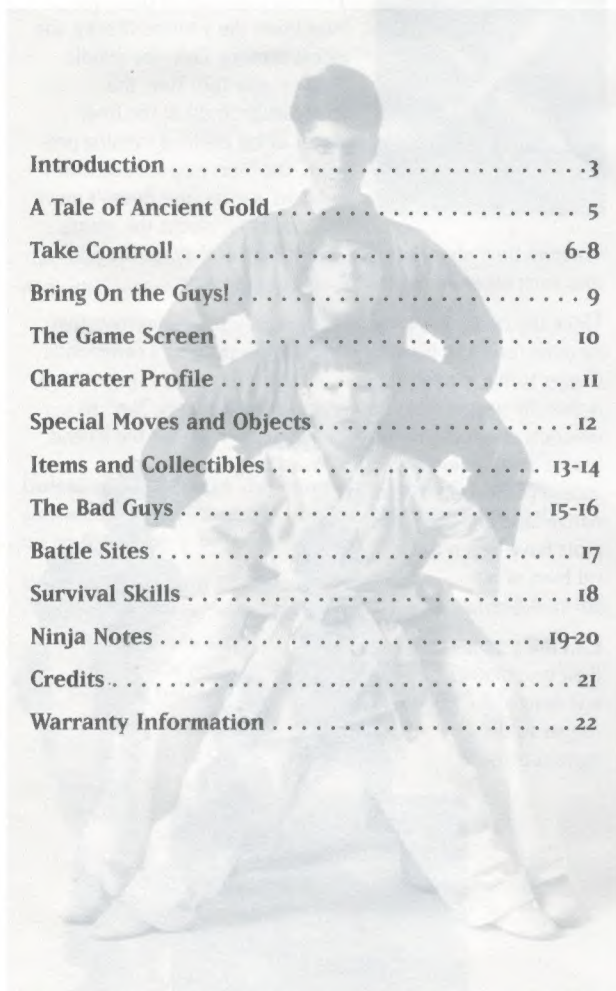 Introduction . . . . . . . . . . . . . . . . . . . . . . . . . . . . . .3
A Tale of Ancient Gold . . . . . . . . . . . . . . . . . . . 5
Take Control! . . . . . . . . . . . . . . . . . . . . . . . . . . . 6-8
Bring On the Guys! . . . . . . . . . . . . . . . . . . . . . . . 9
The Game Screen . . . . . . . . . . . . . . . . . . . . . . . . 10
Character Profile . . . . . . . . . . . . . . . . . . . . . . . . 11
Special Moves and Objects . . . . . . . . . . . . . . . 12
Items and Collectibles . . . . . . . . . . . . . . . . . 13-14
The Bad Guys . . . . . . . . . . . . . . . . . . . . . . . . . 15-16
Battle Sites . . . . . . . . . . . . . . . . . . . . . . . . . . . . . 17
Survival Skills . . . . . . . . . . . . . . . . . . . . . . . . . . 18
Ninja Notes . . . . . . . . . . . . . . . . . . . . . . . . . . .19-20
Credits . . . . . . . . . . . . . . . . . . . . . . . . . . . . . . . . 21
Warranty Information . . . . . . . . . . . . . . . . . . . 22